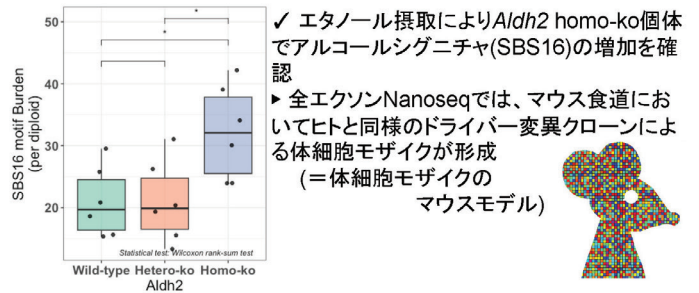 SBS16 motif Burden
(per diploid)
50
40
30
20
*
*
Statistical test: Wilcoxon rank-sum test
Wild-type Hetero-ko Homo-ko
Aldh2
✓ エタノール摂取によりAldh2 homo-ko個体
でアルコールシグニチャ(SBS16)の増加を確
認
▶ 全エクソンNanoseqでは、マウス食道にお
いてヒトと同様のドライバー変異クローンによ
る体細胞モザイクが形成
(＝体細胞モザイクの
マウスモデル)